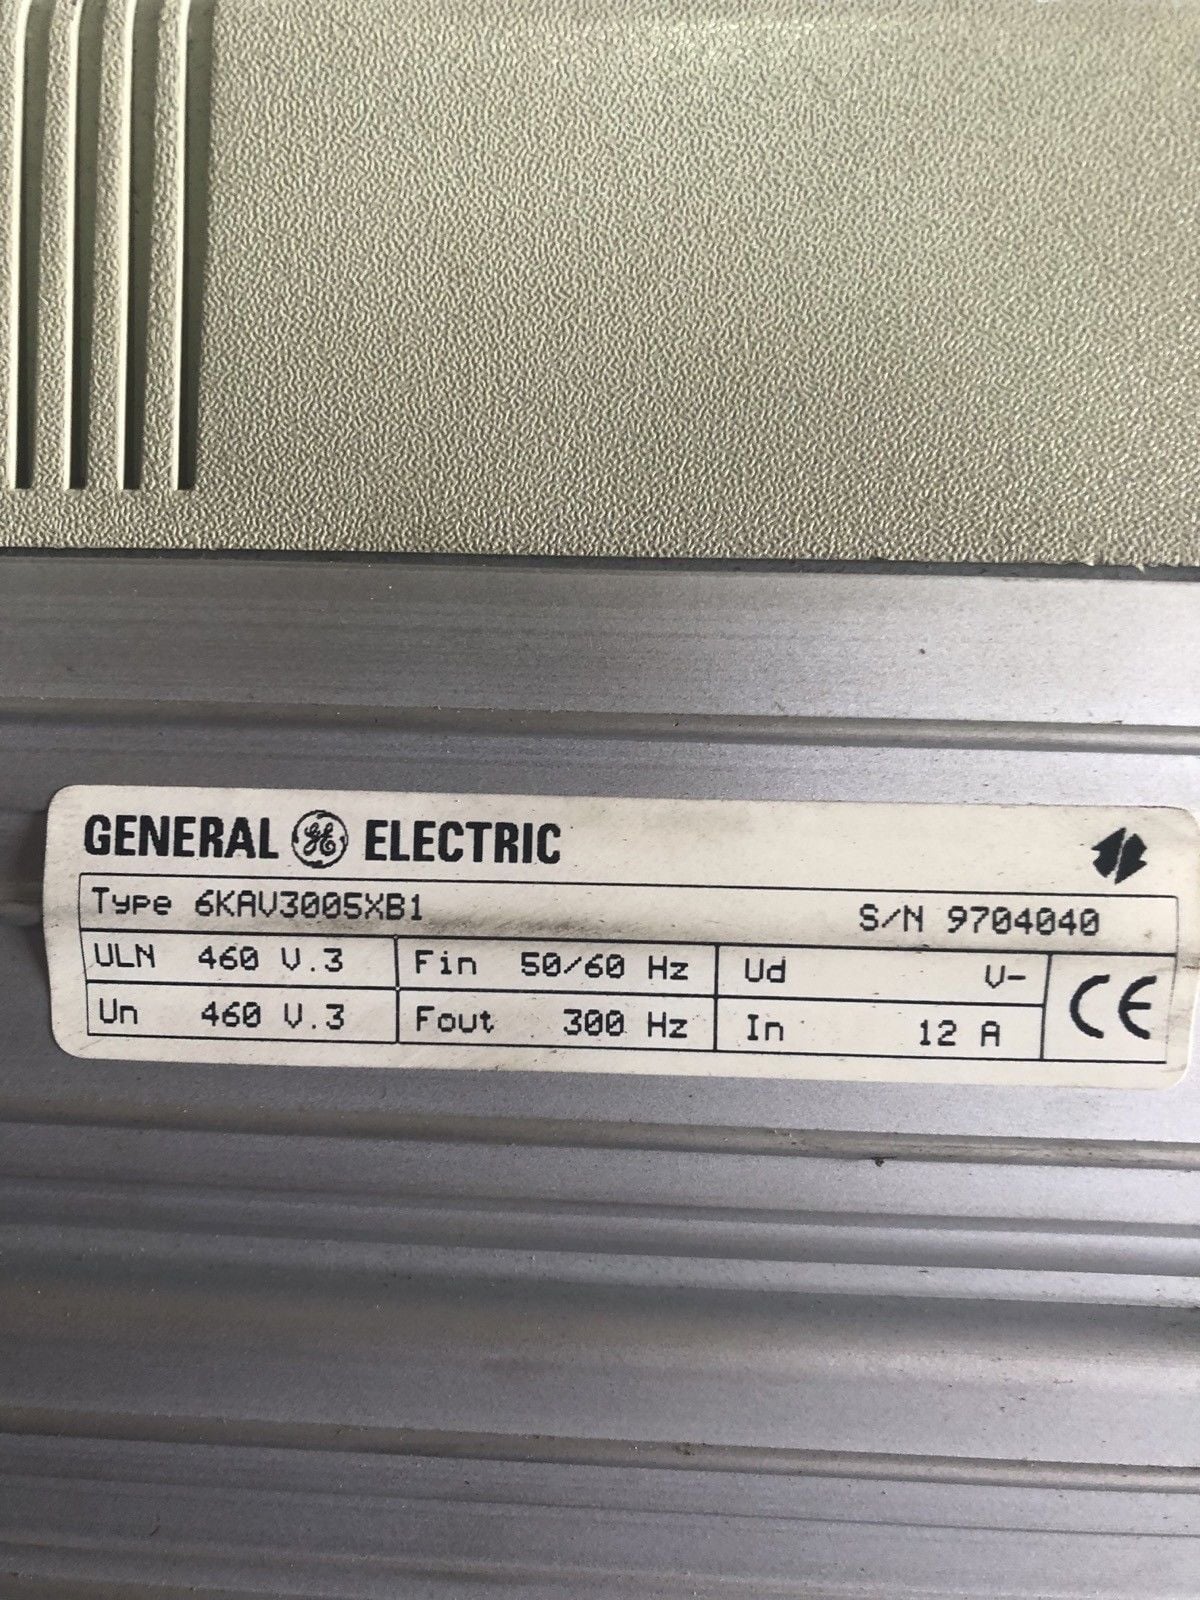 GENERAL GE ELECTRIC
Type 6KAV3005XB1 S/N 9704040
ULN 460 V.3 Fin 50/60 Hz Ud V-
Un 460 V.3 Fout 300 Hz In 12 A
CE